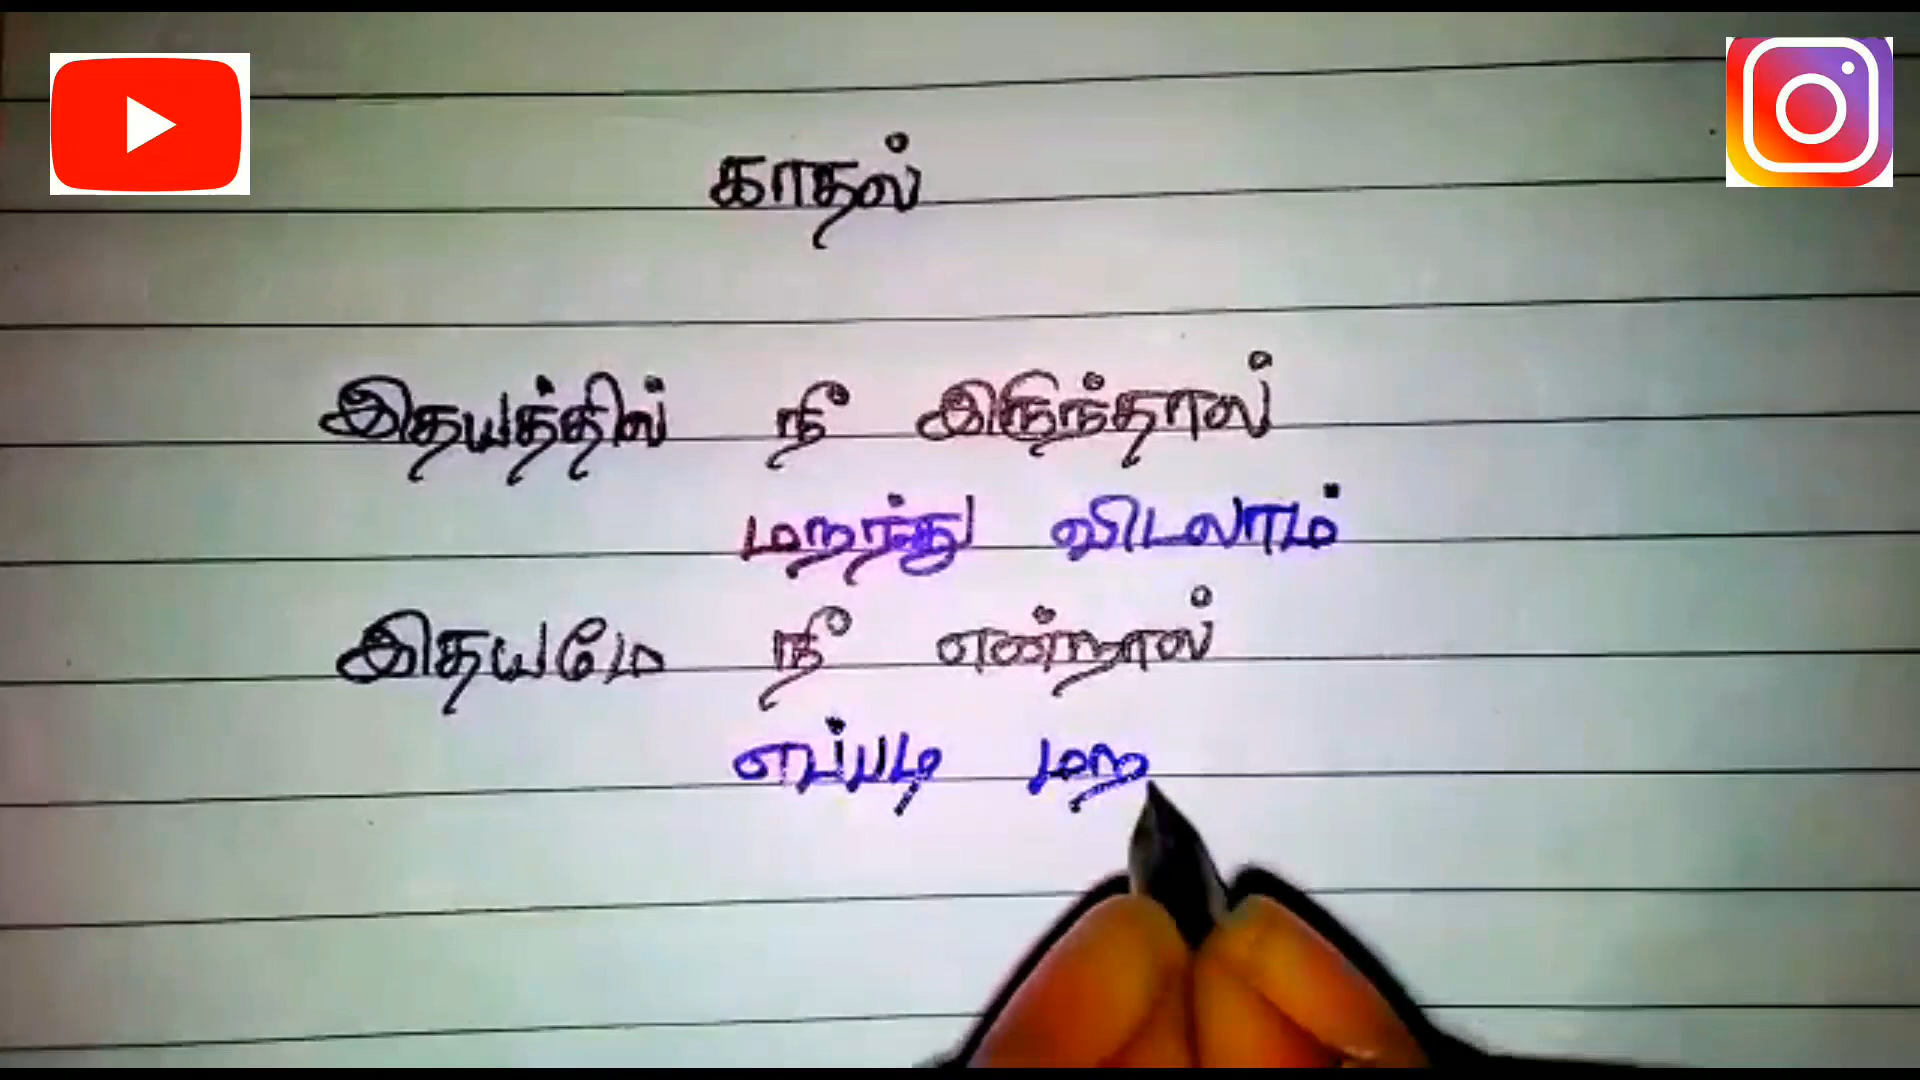 காதல்
இதயத்தில் நீ இருந்தால்
மறந்து விடலாம்
இதயமே நீ என்றால்
எப்படி மற